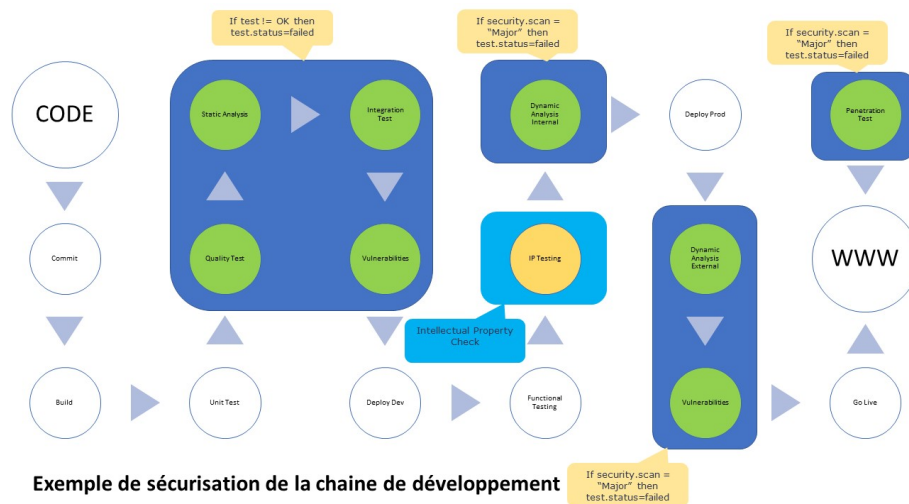 If test != OK then
test.status=failed
If security.scan =
“Major” then
test.status=failed
If security.scan =
“Major” then
test.status=failed
CODE
Static Analysis
Integration
Test
Dynamic
Analysis
Internal
Deploy Prod
Penetration
Test
Commit
Quality Test
Vulnerabilities
IP Testing
Dynamic
Analysis
External
WWW
Intellectual Property
Check
Build
Unit Test
Deploy Dev
Functional
Testing
Vulnerabilities
Go Live
Exemple de sécurisation de la chaine de développement
If security.scan =
“Major” then
test.status=failed